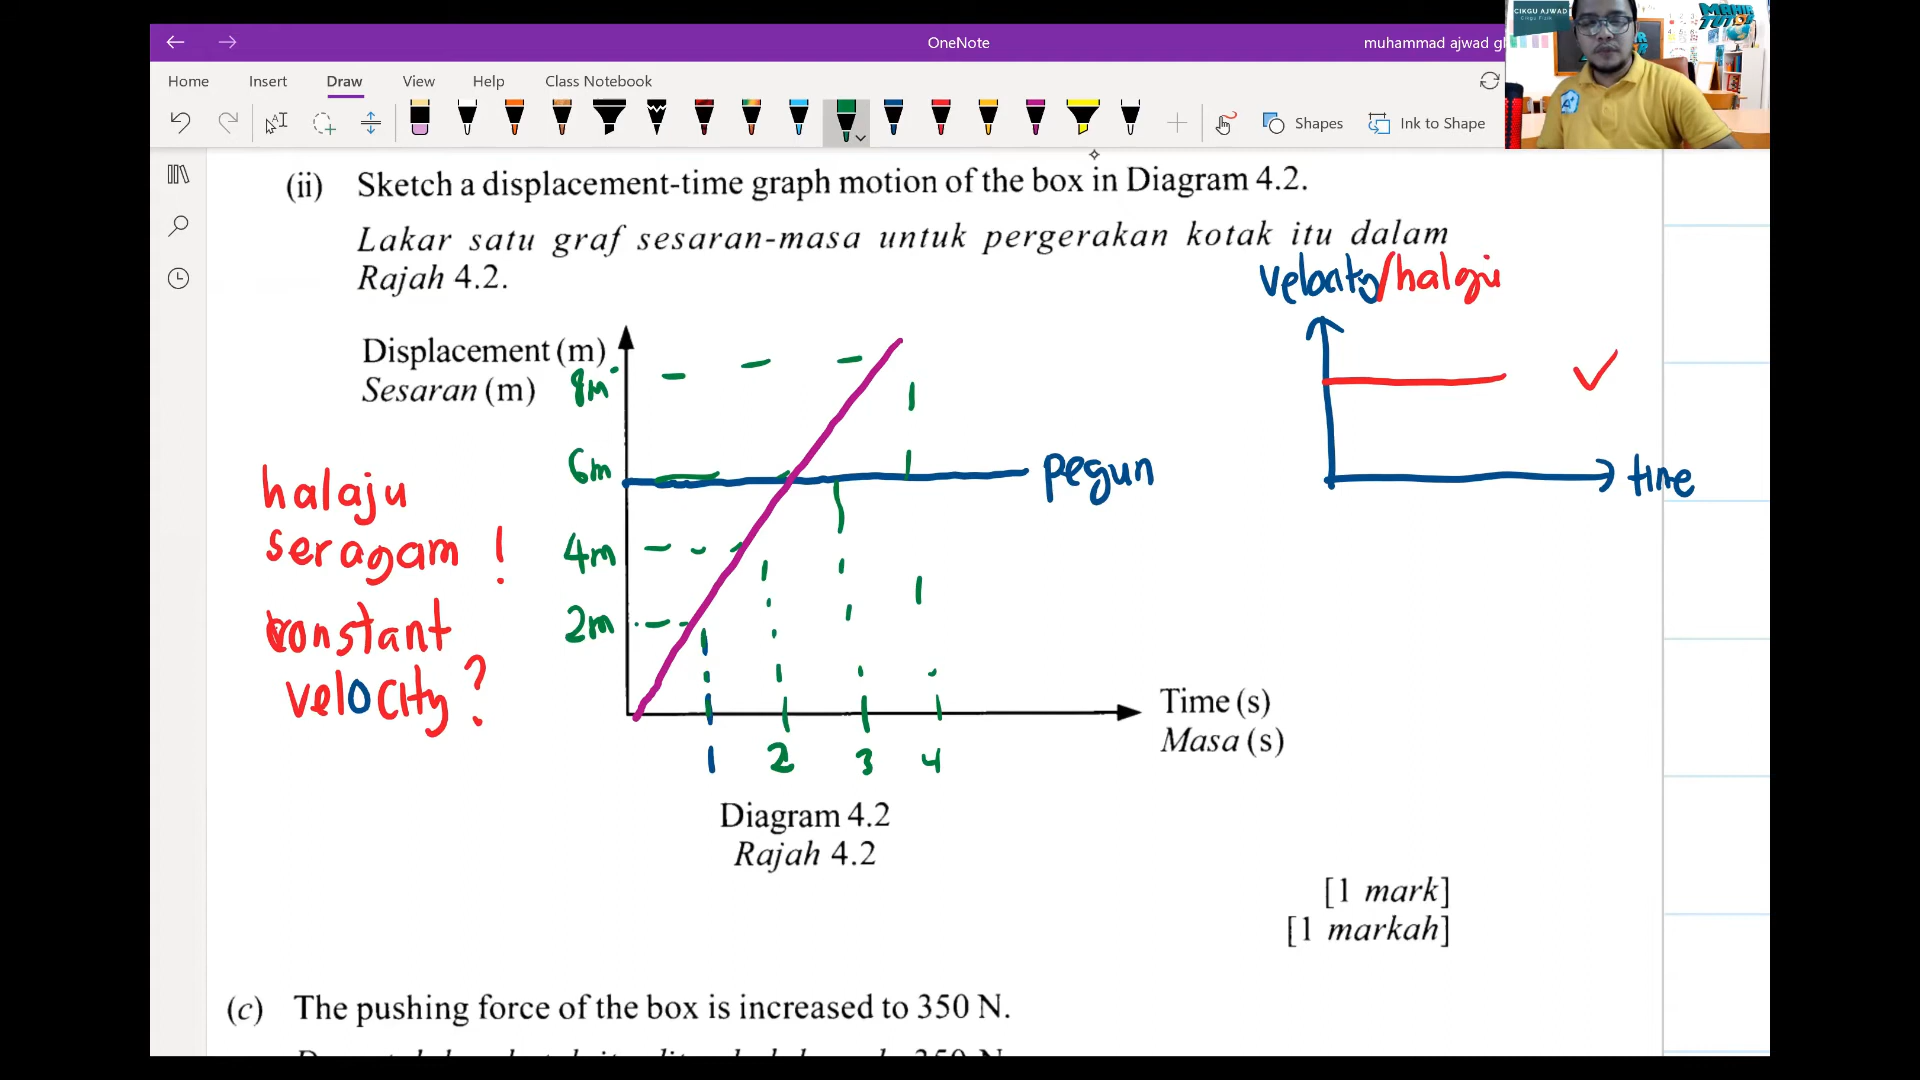 OneNote
muhammad ajwad g
CIKGU AJWAD
Cikgu Fizik
A+
Home Insert Draw View Help Class Notebook
Shapes Ink to Shape
(ii) Sketch a displacement-time graph motion of the box in Diagram 4.2.
Lakar satu graf sesaran-masa untuk pergerakan kotak itu dalam
Rajah 4.2.
velocity/halaju
time
Displacement (m)
Sesaran (m)
8m
6m
4m
2m
pegun
halaju
seragam !
constant
velocity ?
1 2 3 4
Time (s)
Masa (s)
Diagram 4.2
Rajah 4.2
[1 mark]
[1 markah]
(c) The pushing force of the box is increased to 350 N.